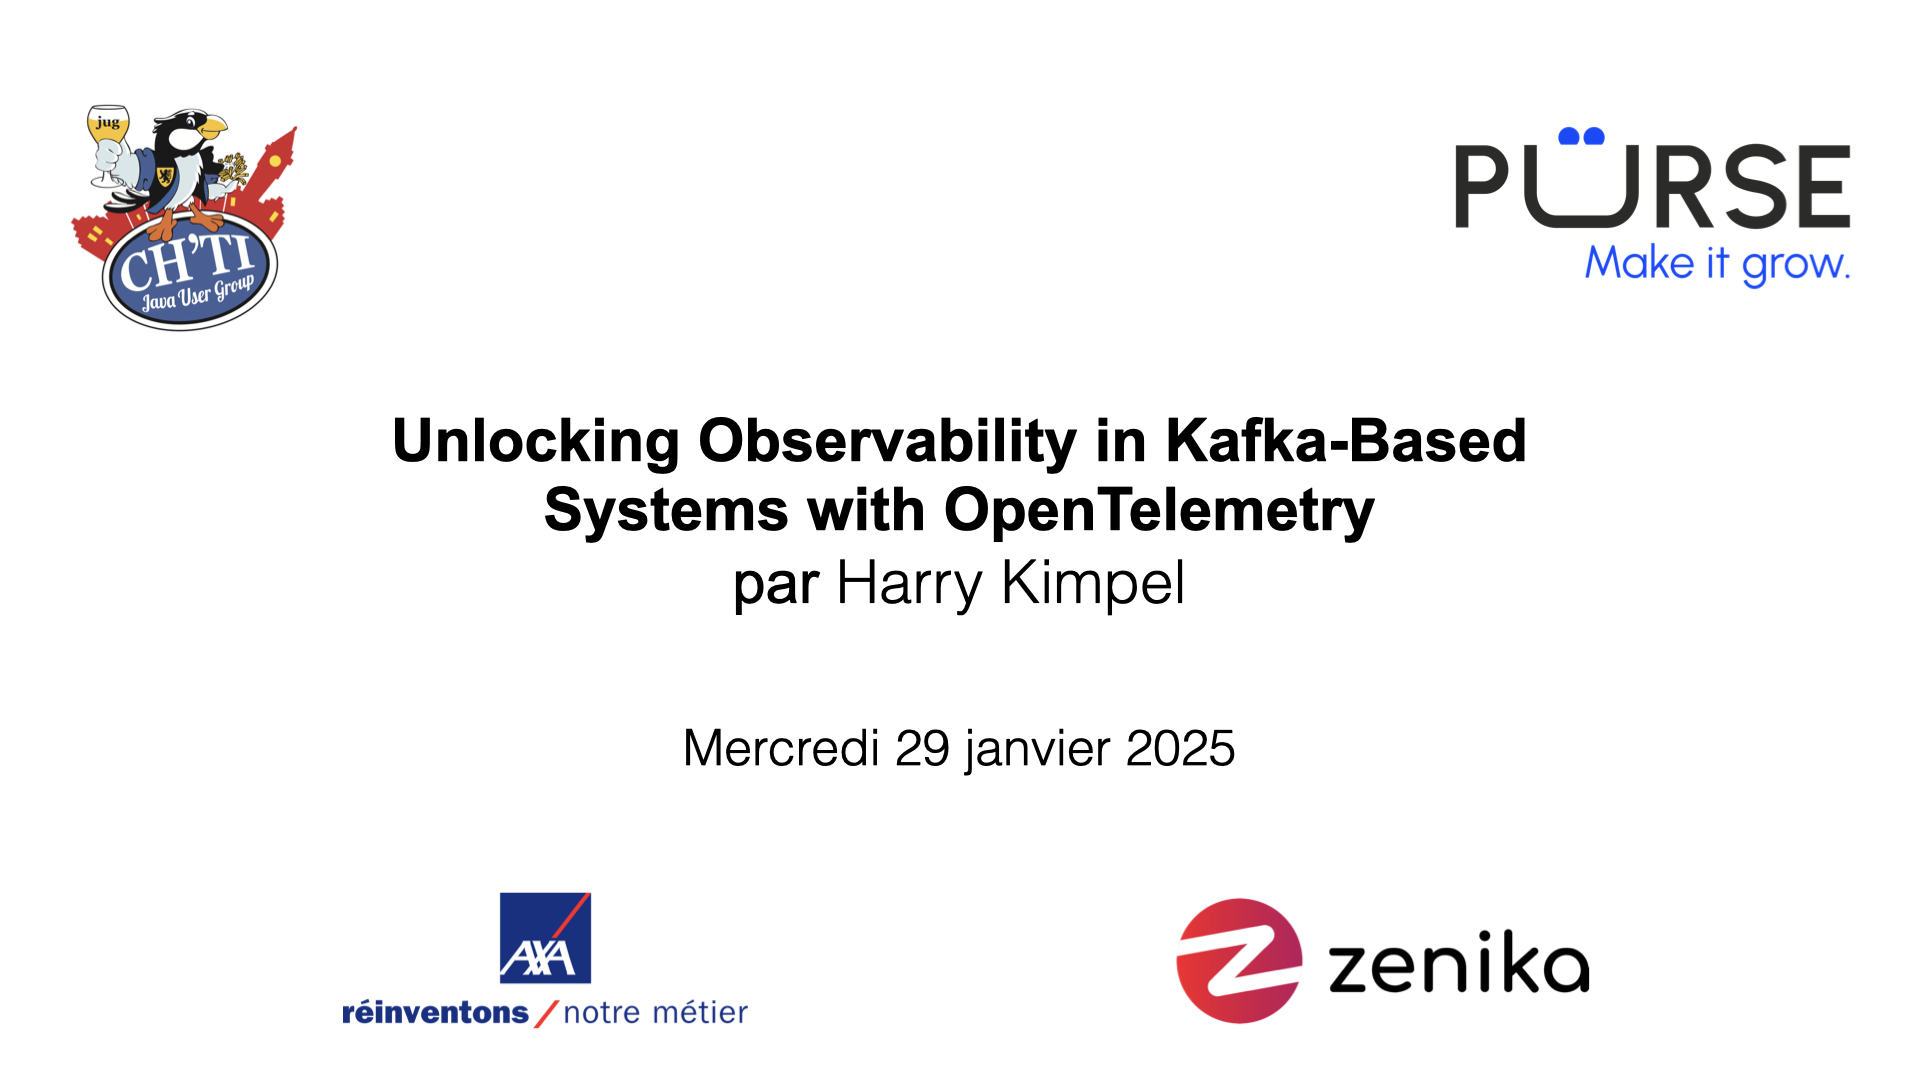 jug
CH'TI
Java User Group
PÜRSE
Make it grow.
Unlocking Observability in Kafka-Based
Systems with OpenTelemetry
par Harry Kimpel
Mercredi 29 janvier 2025
AXA
réinventons / notre métier
zenika